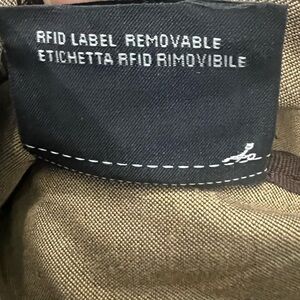 RFID LABEL REMOVABLE
ETICHETTA RFID RIMOVIBILE